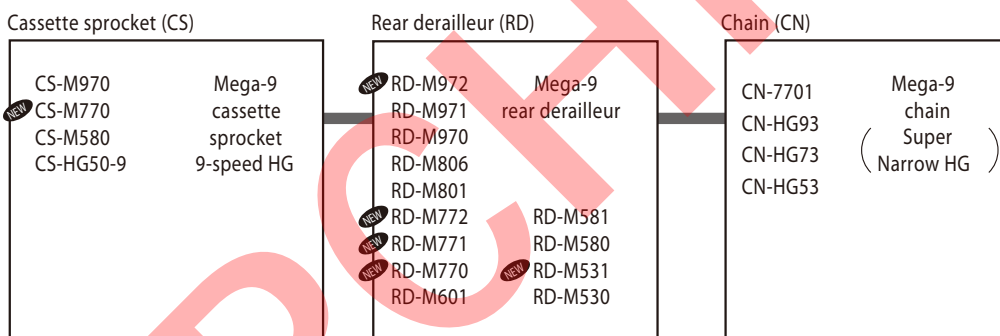 Cassette sprocket (CS)
CS-M970 Mega-9
NEW CS-M770 cassette
CS-M580 sprocket
CS-HG50-9 9-speed HG
Rear derailleur (RD)
NEW RD-M972 Mega-9
RD-M971 rear derailleur
RD-M970
RD-M806
RD-M801
NEW RD-M772 RD-M581
NEW RD-M771 RD-M580
NEW RD-M770 NEW RD-M531
RD-M601 RD-M530
Chain (CN)
CN-7701 Mega-9
CN-HG93 chain
CN-HG73 ( Super
CN-HG53 Narrow HG )
PCH